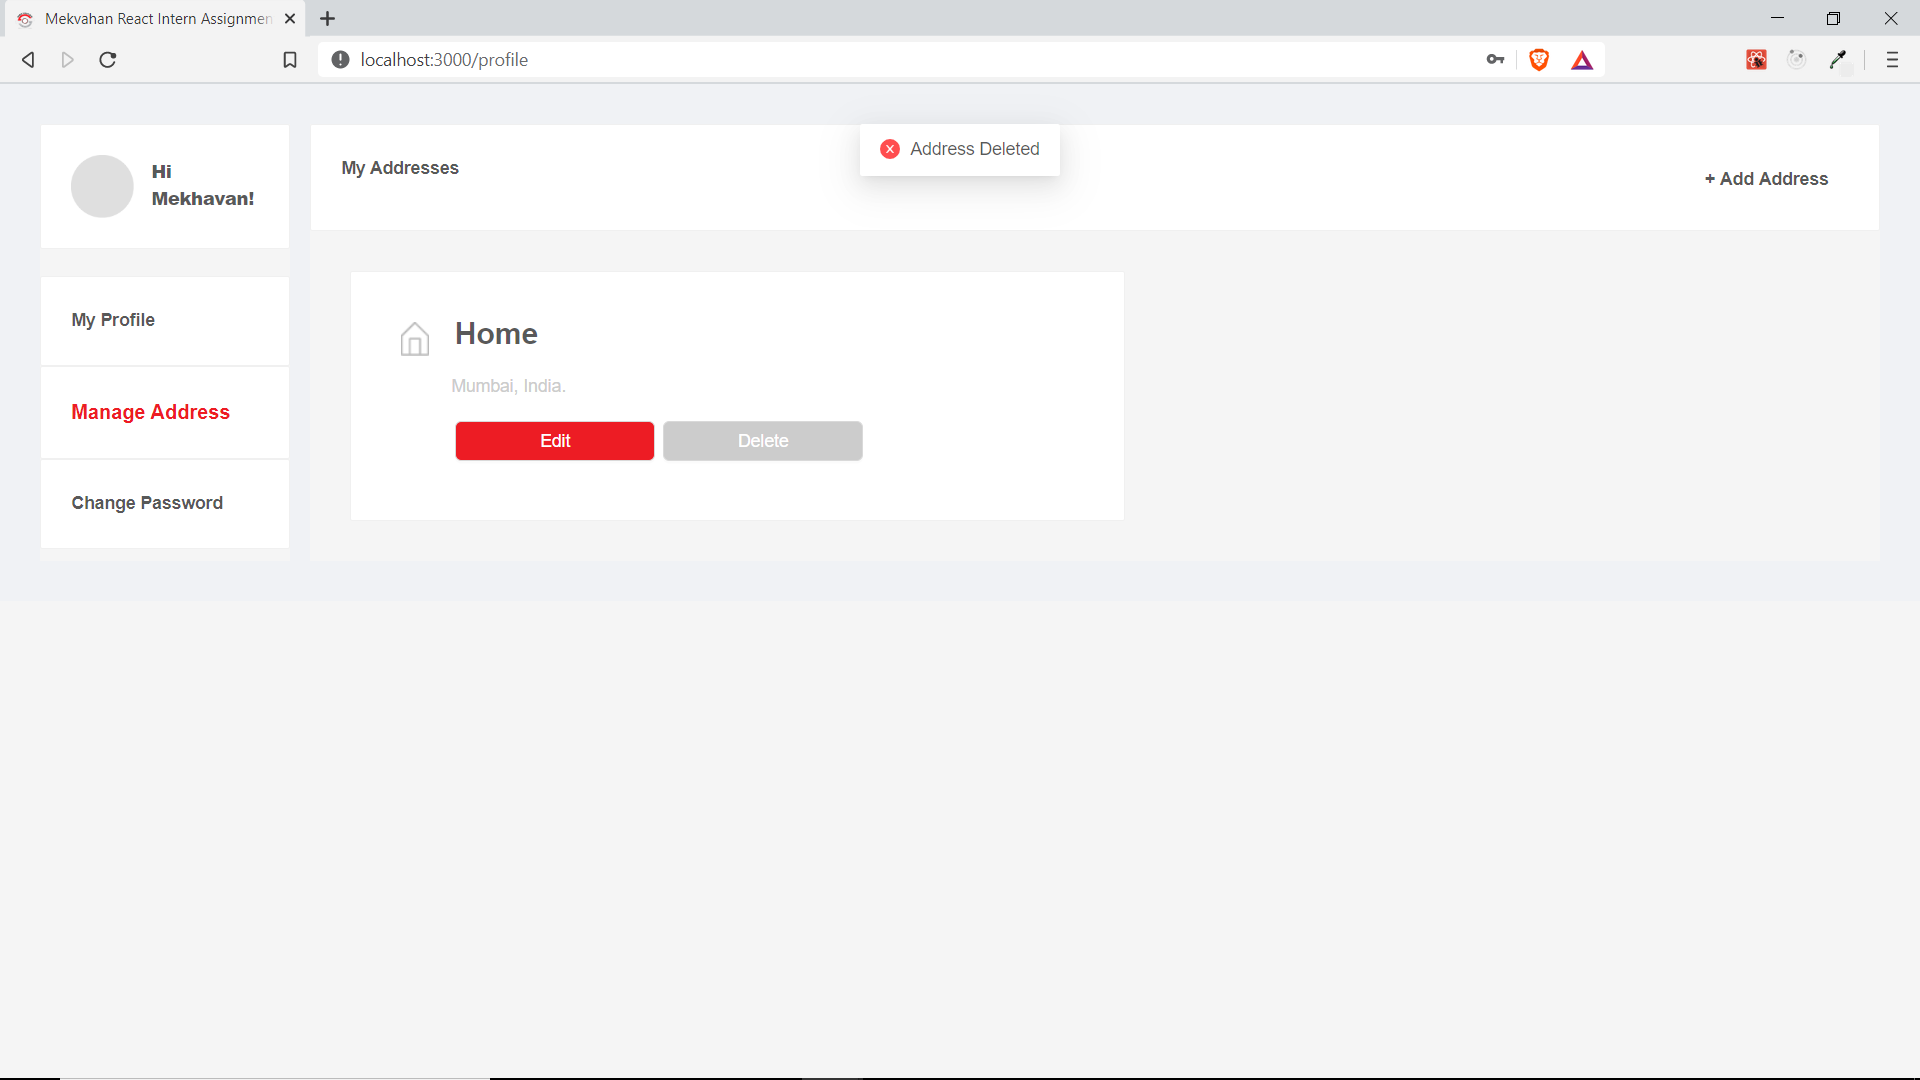 Mekvahan React Intern Assignmen
localhost:3000/profile
Address Deleted
Hi
Mekhavan!
My Addresses
+ Add Address
My Profile
Manage Address
Change Password
Home
Mumbai, India.
Edit
Delete